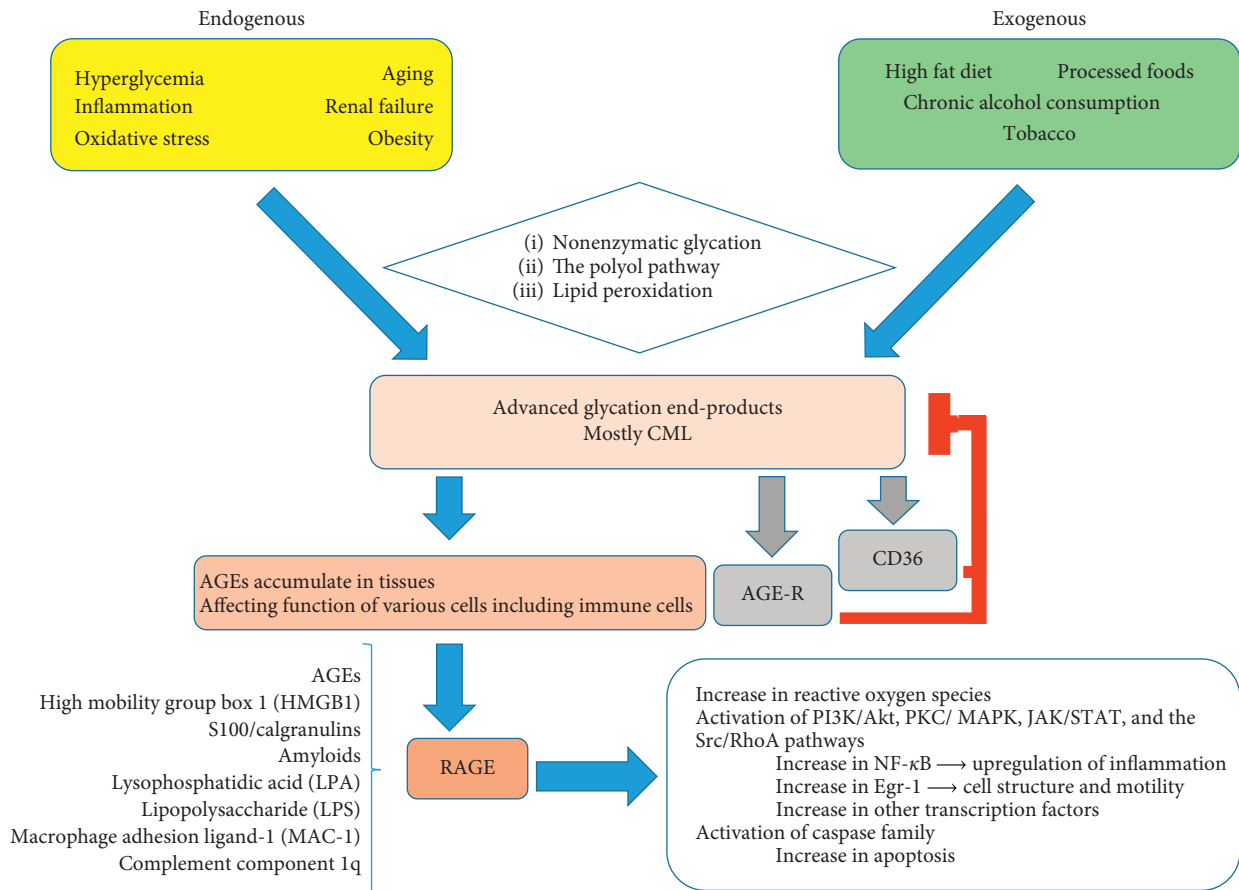 Endogenous
Exogenous
Hyperglycemia
Inflammation
Oxidative stress
Aging
Renal failure
Obesity
High fat diet
Processed foods
Chronic alcohol consumption
Tobacco
(i) Nonenzymatic glycation
(ii) The polyol pathway
(iii) Lipid peroxidation
Advanced glycation end-products
Mostly CML
AGEs accumulate in tissues
Affecting function of various cells including immune cells
AGE-R
CD36
AGEs
High mobility group box 1 (HMGB1)
S100/calgranulins
Amyloids
Lysophosphatidic acid (LPA)
Lipopolysaccharide (LPS)
Macrophage adhesion ligand-1 (MAC-1)
Complement component 1q
RAGE
Increase in reactive oxygen species
Activation of PI3K/Akt, PKC/ MAPK, JAK/STAT, and the
Src/RhoA pathways
Increase in NF-κB ⟶ upregulation of inflammation
Increase in Egr-1 ⟶ cell structure and motility
Increase in other transcription factors
Activation of caspase family
Increase in apoptosis